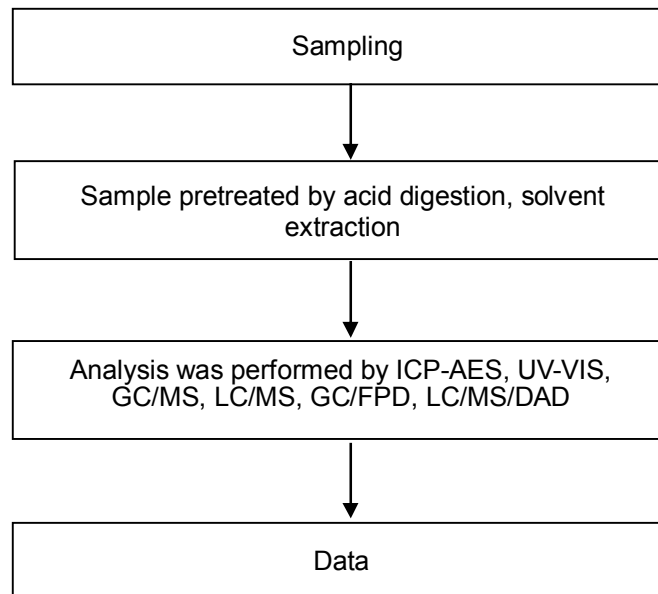 Sampling
Sample pretreated by acid digestion, solvent
extraction
Analysis was performed by ICP-AES, UV-VIS,
GC/MS, LC/MS, GC/FPD, LC/MS/DAD
Data